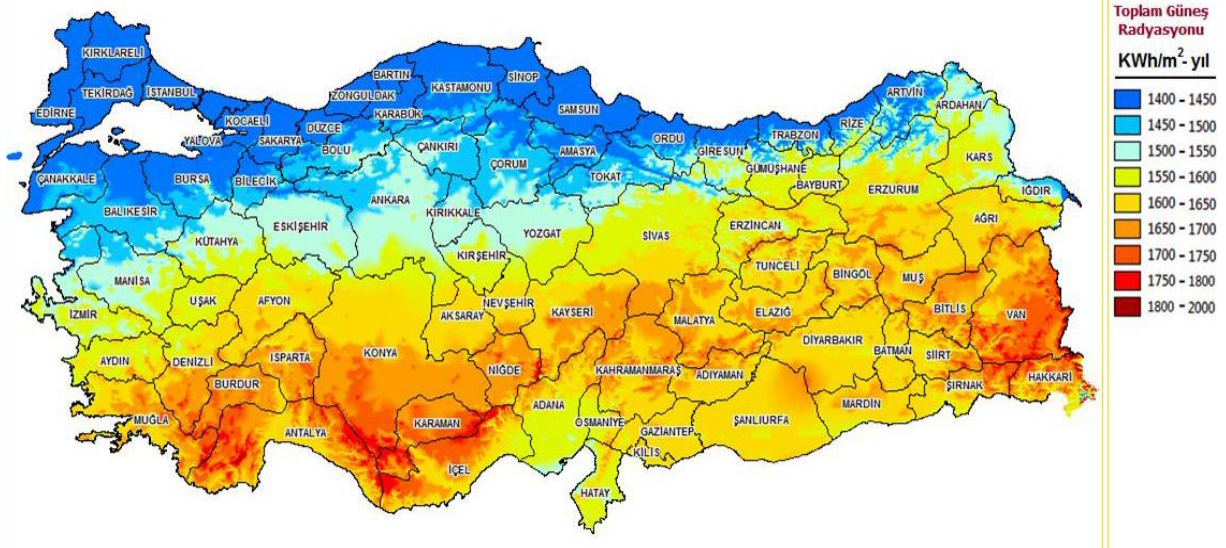 KIRKLARELİ
TEKİRDAĞ
İSTANBUL
EDİRNE
KOCAELİ
YALOVA
SAKARYA
DÜZCE
BOLU
ZONGULDAK
BARTIN
KARABÜK
KASTAMONU
SİNOP
SAMSUN
ORDU
GİRESUN
TRABZON
RİZE
ARTVİN
ARDAHAN
ÇANAKKALE
BURSA
BİLECİK
ÇANKIRI
ÇORUM
AMASYA
TOKAT
GÜMÜŞHANE
BAYBURT
ERZURUM
KARS
IĞDIR
BALIKEŞİR
KÜTAHYA
ESKİŞEHİR
ANKARA
KIRIKKALE
YOZGAT
SİVAS
ERZİNCAN
AĞRI
MANİSA
UŞAK
AFYON
KIRŞEHİR
NEVŞEHİR
KAYSERİ
TUNCELİ
BİNGÖL
MUŞ
İZMİR
AKSARAY
MALATYA
ELAZIĞ
BİTLİS
VAN
AYDIN
DENİZLİ
ISPARTA
KONYA
NİĞDE
KAHRAMANMARAŞ
ADIYAMAN
DİYARBAKIR
BATMAN
SİİRT
ŞIRNAK
HAKKARİ
BURDUR
MUĞLA
ANTALYA
KARAMAN
İÇEL
ADANA
OSMANİYE
GAZİANTEP
KİLİS
ŞANLIURFA
MARDİN
HATAY
Toplam Güneş
Radyasyonu
KWh/m²- yıl
1400 - 1450
1450 - 1500
1500 - 1550
1550 - 1600
1600 - 1650
1650 - 1700
1700 - 1750
1750 - 1800
1800 - 2000